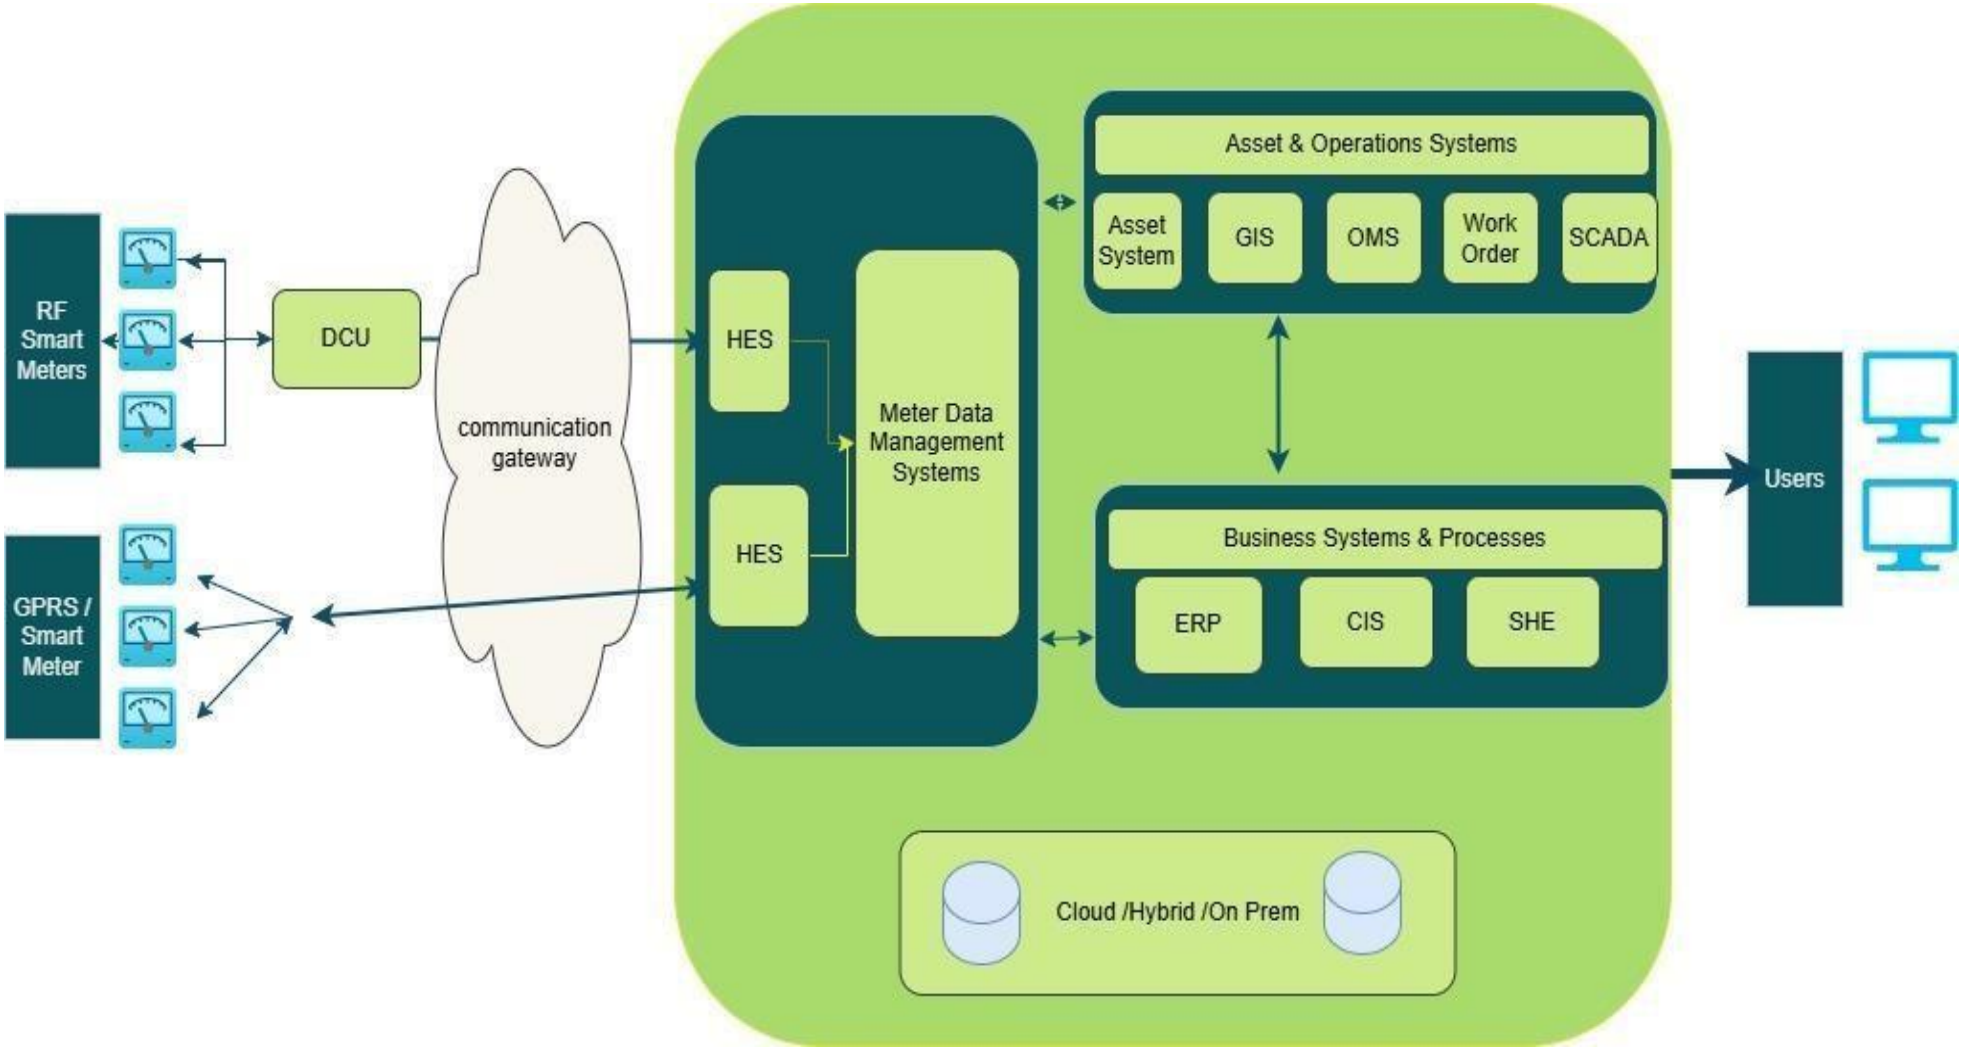 RF
Smart
Meters
GPRS /
Smart
Meter
DCU
communication
gateway
HES
HES
Meter Data
Management
Systems
Asset & Operations Systems
Asset
System
GIS
OMS
Work
Order
SCADA
Business Systems & Processes
ERP
CIS
SHE
Cloud /Hybrid /On Prem
Users